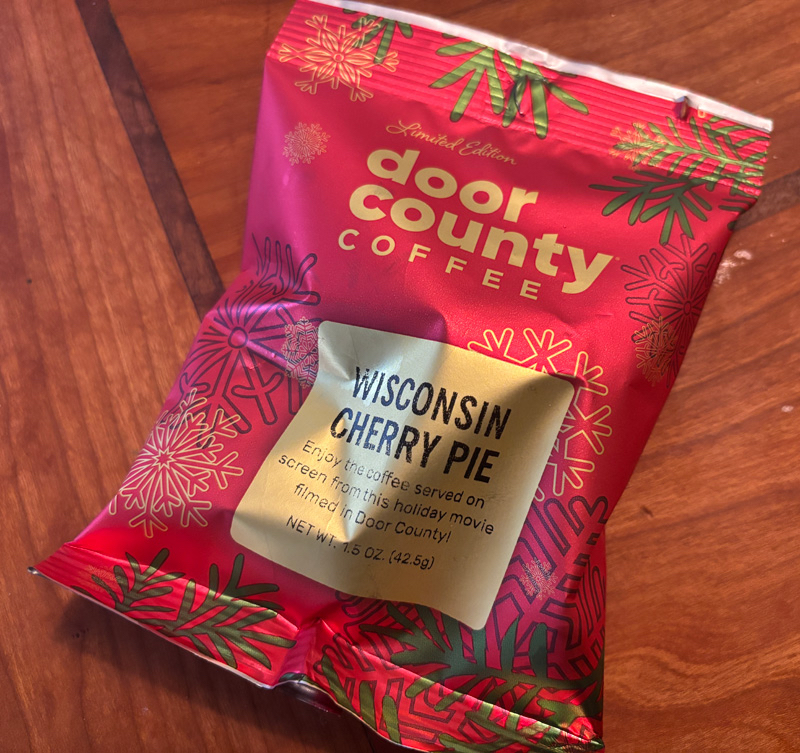 Limited Edition
door
county
COFFEE
WISCONSIN
CHERRY PIE
Enjoy the coffee served on
screen from this holiday movie
filmed in Door County!
NET WT. 1.5 OZ. (42.5g)